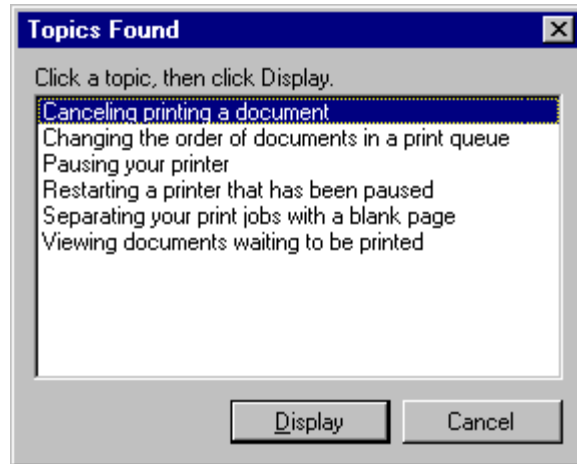 Topics Found
Click a topic, then click Display.
Canceling printing a document
Changing the order of documents in a print queue
Pausing your printer
Restarting a printer that has been paused
Separating your print jobs with a blank page
Viewing documents waiting to be printed
Display
Cancel